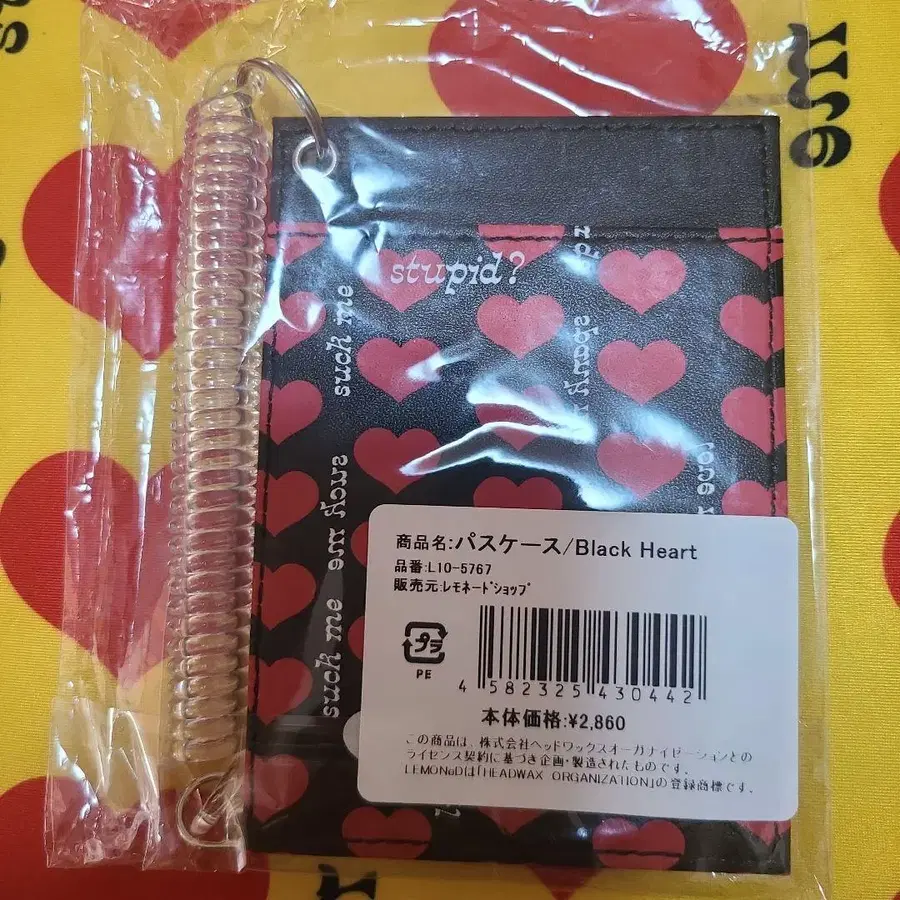 stupid?
suck me
suck me
suck me
商品名:パスケース/Black Heart
品番:L10-5767
販売元:レモネードショップ
プラ
PE
4 582325 430442
本体価格:¥2,860
この商品は、株式会社ヘッドワックスオーガナイゼーションとの
ライセンス契約に基づき企画・製造されたものです。
LEMONeDは「HEADWAX ORGANIZATION」の登録商標です。